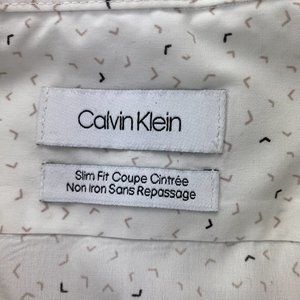 Calvin Klein
Slim Fit Coupe Cintrée
Non Iron Sans Repassage